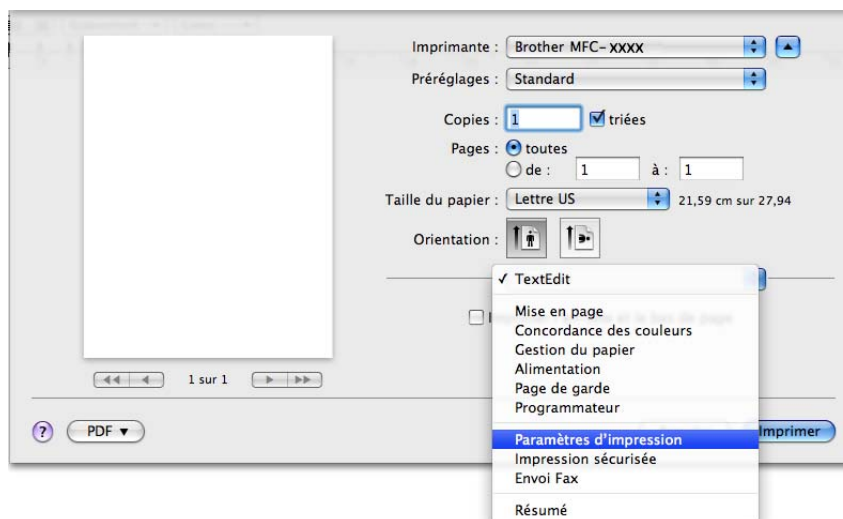 Imprimante : Brother MFC-XXXX
Préréglages : Standard
Copies : 1 triées
Pages : toutes
de : 1 à : 1
Taille du papier : Lettre US 21,59 cm sur 27,94
Orientation :
✓ TextEdit
Mise en page
Concordance des couleurs
Gestion du papier
Alimentation
Page de garde
Programmateur
Paramètres d'impression
Impression sécurisée
Envoi Fax
Résumé
1 sur 1
? PDF ▼
Imprimer